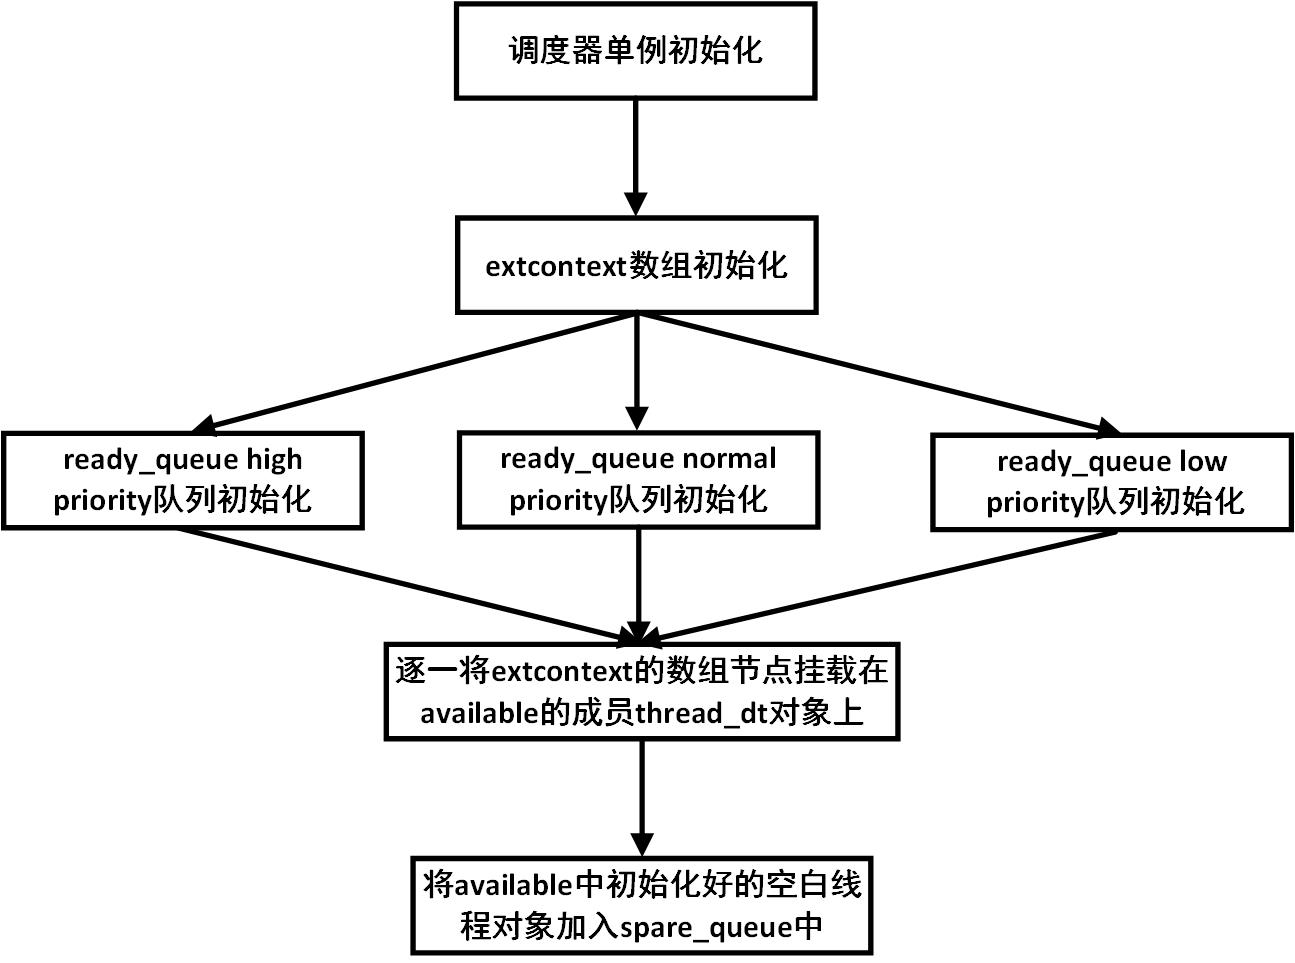 调度器单例初始化
extcontext数组初始化
ready_queue high
priority队列初始化
ready_queue normal
priority队列初始化
ready_queue low
priority队列初始化
逐一将extcontext的数组节点挂载在
available的成员thread_dt对象上
将available中初始化好的空白线
程对象加入spare_queue中